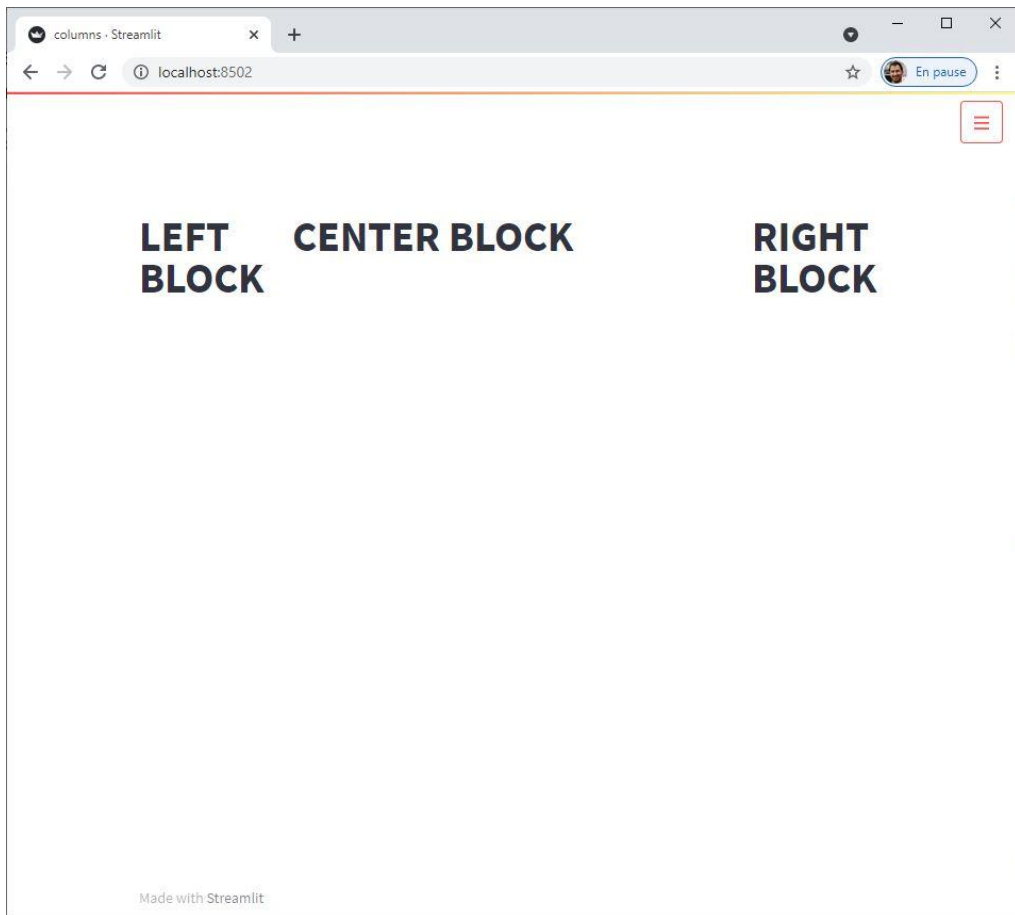 columns · Streamlit
localhost:8502
En pause
LEFT BLOCK
CENTER BLOCK
RIGHT BLOCK
Made with Streamlit